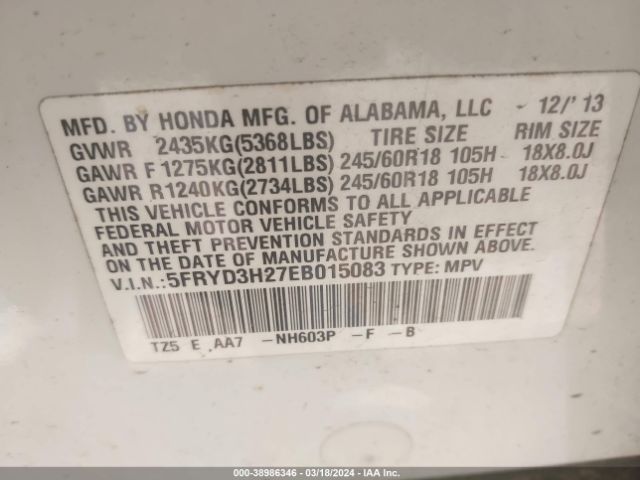 MFD. BY HONDA MFG. OF ALABAMA, LLC - 12/'13
GVWR 2435KG(5368LBS) TIRE SIZE RIM SIZE
GAWR F 1275KG(2811LBS) 245/60R18 105H 18X8.0J
GAWR R1240KG(2734LBS) 245/60R18 105H 18X8.0J
THIS VEHICLE CONFORMS TO ALL APPLICABLE
FEDERAL MOTOR VEHICLE SAFETY
AND THEFT PREVENTION STANDARDS IN EFFECT
ON THE DATE OF MANUFACTURE SHOWN ABOVE.
V.I.N.:5FRYD3H27EB015083 TYPE: MPV
TZ5 E AA7 -NH603P -F -B
000-38986346 - 03/18/2024 - IAA Inc.